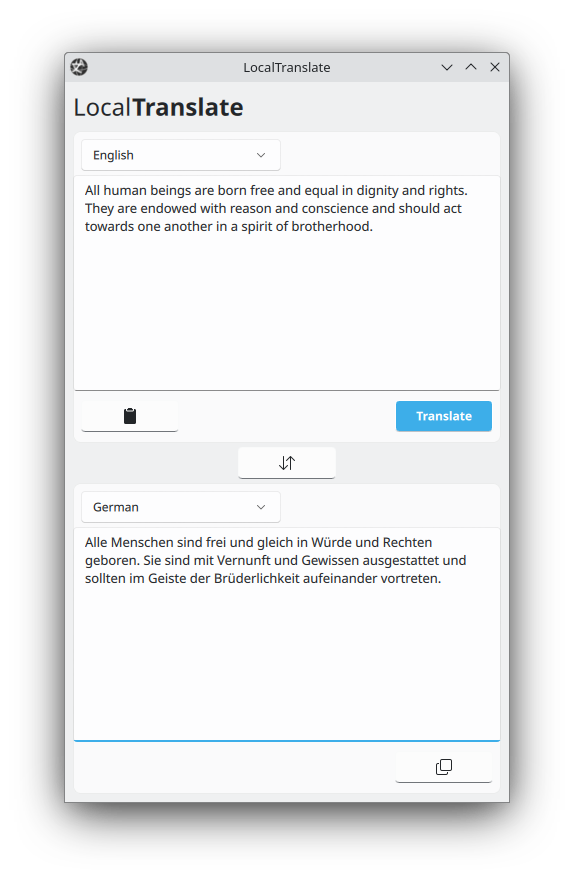 LocalTranslate
LocalTranslate
English
All human beings are born free and equal in dignity and rights.
They are endowed with reason and conscience and should act
towards one another in a spirit of brotherhood.
Translate
German
Alle Menschen sind frei und gleich in Würde und Rechten
geboren. Sie sind mit Vernunft und Gewissen ausgestattet und
sollten im Geiste der Brüderlichkeit aufeinander vortreten.